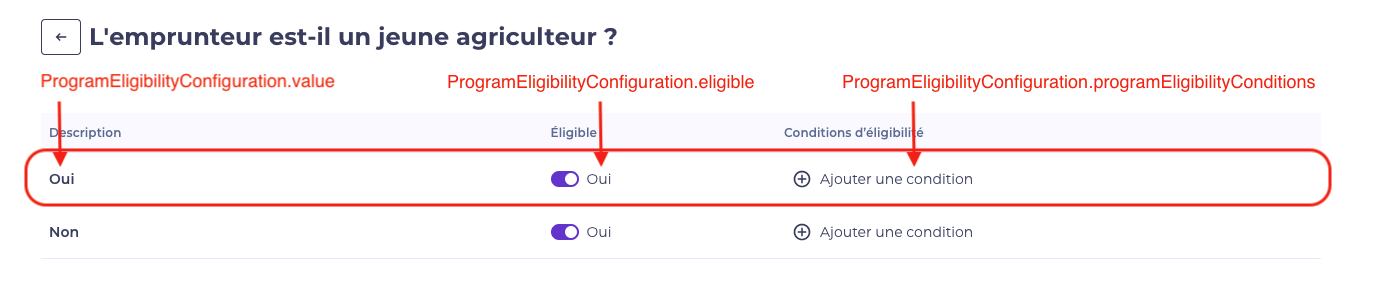 L'emprunteur est-il un jeune agriculteur ?
ProgramEligibilityConfiguration.value ProgramEligibilityConfiguration.eligible ProgramEligibilityConfiguration.programEligibilityConditions
Description Éligible Conditions d’éligibilité
Oui Oui Ajouter une condition
Non Oui Ajouter une condition